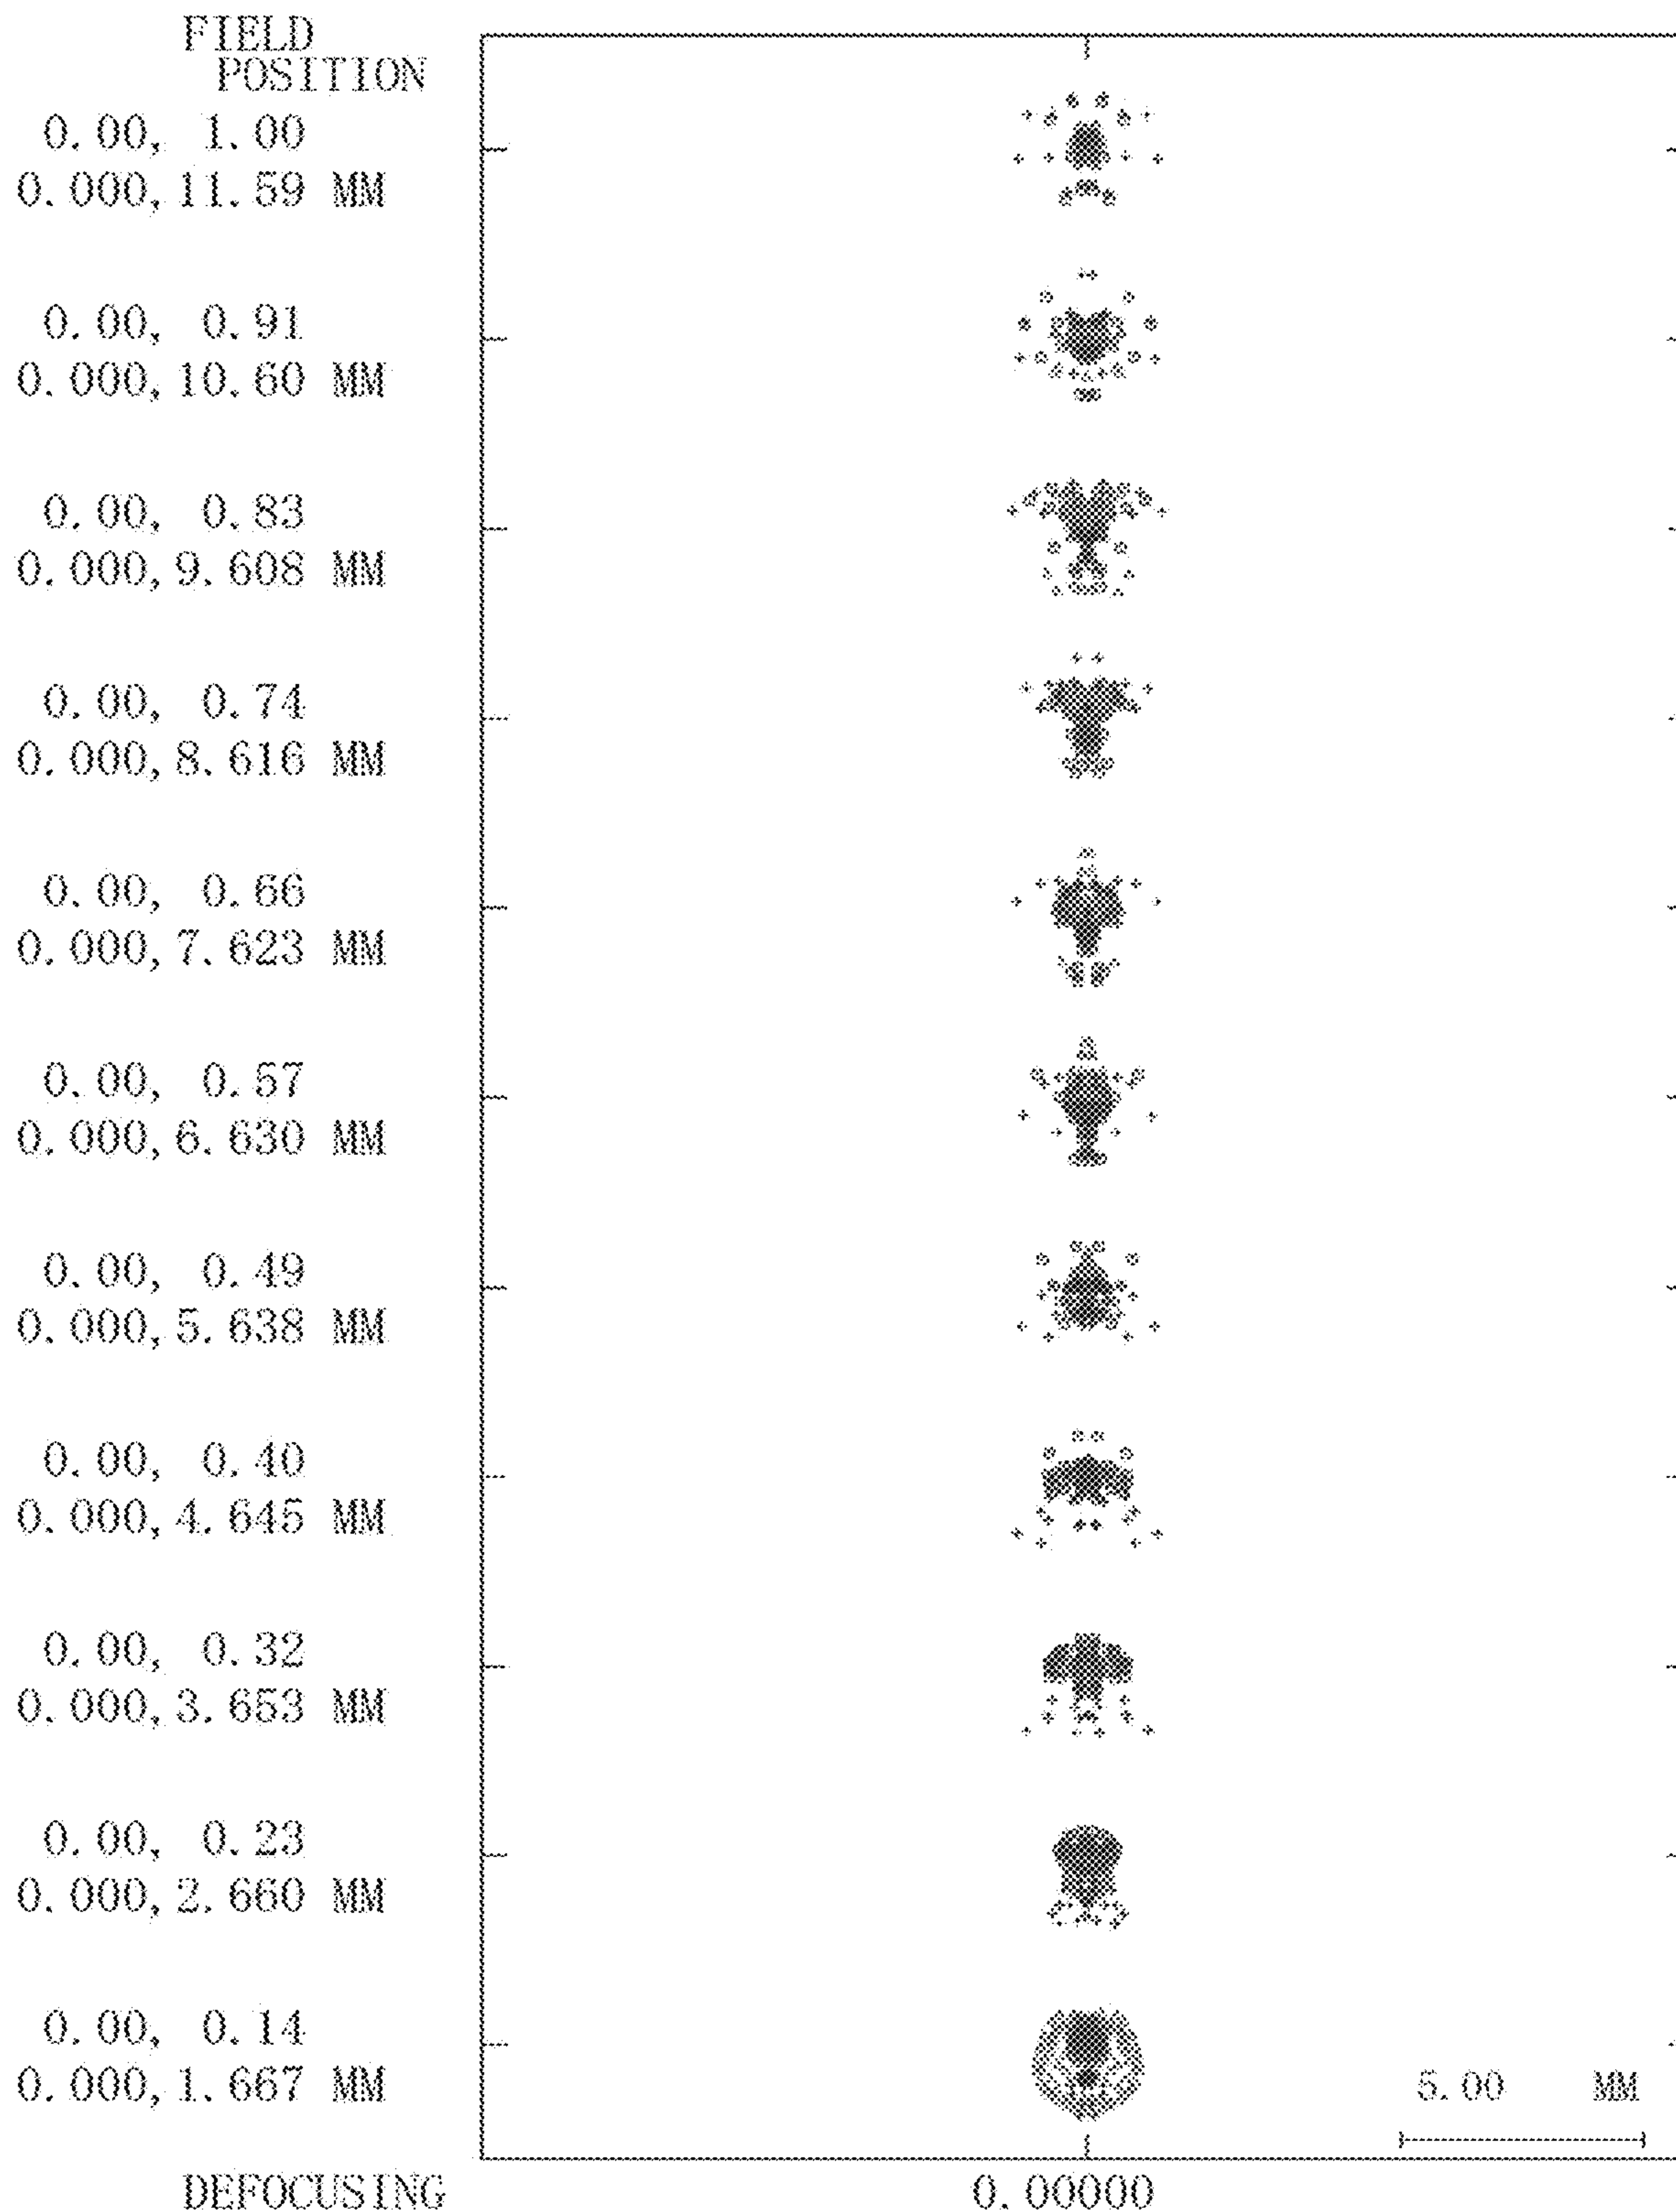 FIELD
POSITION
0.00, 1.00
0.000, 11.59 MM
0.00, 0.91
0.000, 10.60 MM
0.00, 0.83
0.000, 9.608 MM
0.00, 0.74
0.000, 8.616 MM
0.00, 0.66
0.000, 7.623 MM
0.00, 0.57
0.000, 6.630 MM
0.00, 0.49
0.000, 5.638 MM
0.00, 0.40
0.000, 4.645 MM
0.00, 0.32
0.000, 3.653 MM
0.00, 0.23
0.000, 2.660 MM
0.00, 0.14
0.000, 1.667 MM
5.00 MM
DEFOCUSING 0.00000